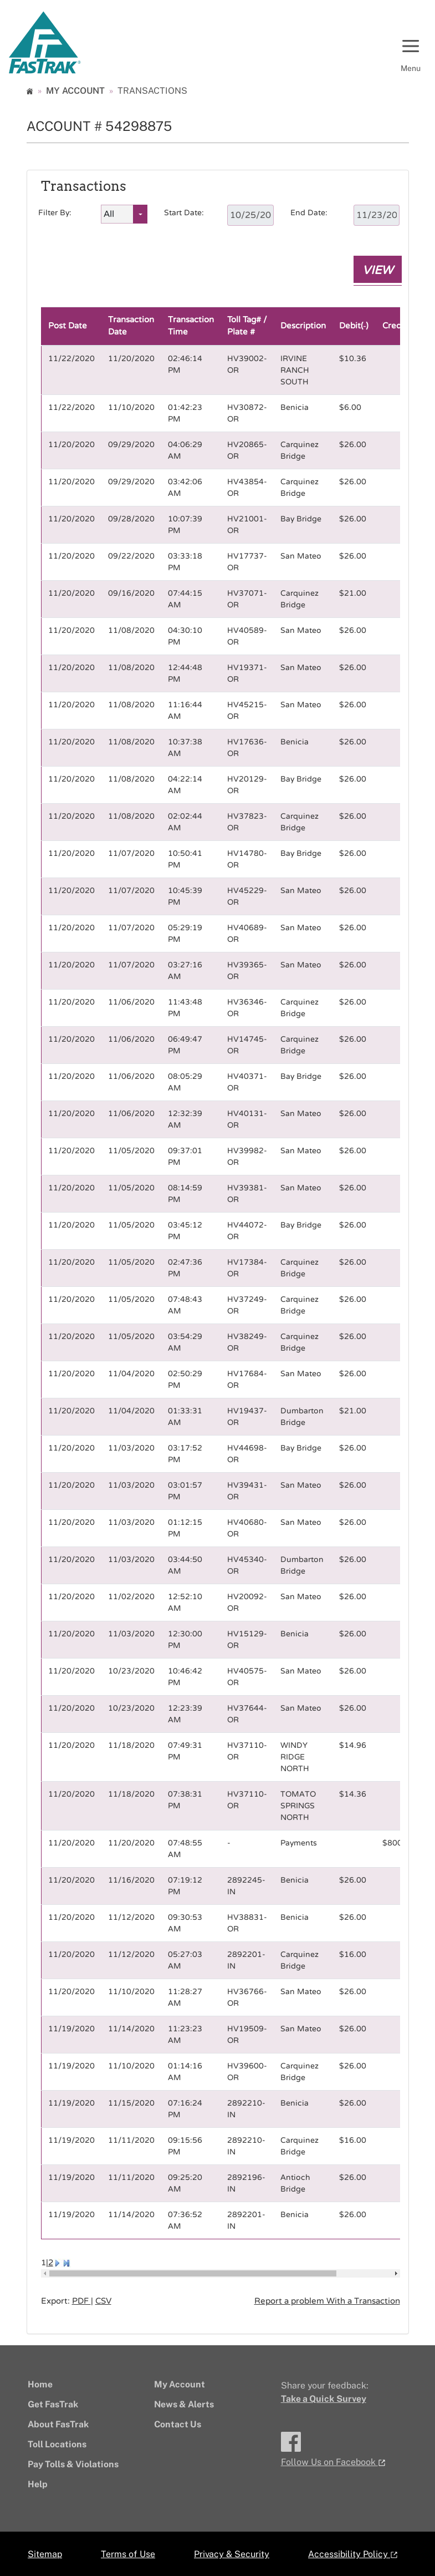 FASTRAK
Menu
» MY ACCOUNT » TRANSACTIONS
ACCOUNT # 54298875
Transactions
Filter By: All Start Date: 10/25/20 End Date: 11/23/20
VIEW
Post Date Transaction Date Transaction Time Toll Tag# / Plate # Description Debit(-) Cred
11/22/2020 11/20/2020 02:46:14 PM HV39002-OR IRVINE RANCH SOUTH $10.36
11/22/2020 11/10/2020 01:42:23 PM HV30872-OR Benicia $6.00
11/20/2020 09/29/2020 04:06:29 AM HV20865-OR Carquinez Bridge $26.00
11/20/2020 09/29/2020 03:42:06 AM HV43854-OR Carquinez Bridge $26.00
11/20/2020 09/28/2020 10:07:39 PM HV21001-OR Bay Bridge $26.00
11/20/2020 09/22/2020 03:33:18 PM HV17737-OR San Mateo $26.00
11/20/2020 09/16/2020 07:44:15 AM HV37071-OR Carquinez Bridge $21.00
11/20/2020 11/08/2020 04:30:10 PM HV40589-OR San Mateo $26.00
11/20/2020 11/08/2020 12:44:48 PM HV19371-OR San Mateo $26.00
11/20/2020 11/08/2020 11:16:44 AM HV45215-OR San Mateo $26.00
11/20/2020 11/08/2020 10:37:38 AM HV17636-OR Benicia $26.00
11/20/2020 11/08/2020 04:22:14 AM HV20129-OR Bay Bridge $26.00
11/20/2020 11/08/2020 02:02:44 AM HV37823-OR Carquinez Bridge $26.00
11/20/2020 11/07/2020 10:50:41 PM HV14780-OR Bay Bridge $26.00
11/20/2020 11/07/2020 10:45:39 PM HV45229-OR San Mateo $26.00
11/20/2020 11/07/2020 05:29:19 PM HV40689-OR San Mateo $26.00
11/20/2020 11/07/2020 03:27:16 AM HV39365-OR San Mateo $26.00
11/20/2020 11/06/2020 11:43:48 PM HV36346-OR Carquinez Bridge $26.00
11/20/2020 11/06/2020 06:49:47 PM HV14745-OR Carquinez Bridge $26.00
11/20/2020 11/06/2020 08:05:29 AM HV40371-OR Bay Bridge $26.00
11/20/2020 11/06/2020 12:32:39 AM HV40131-OR San Mateo $26.00
11/20/2020 11/05/2020 09:37:01 PM HV39982-OR San Mateo $26.00
11/20/2020 11/05/2020 08:14:59 PM HV39381-OR San Mateo $26.00
11/20/2020 11/05/2020 03:45:12 PM HV44072-OR Bay Bridge $26.00
11/20/2020 11/05/2020 02:47:36 PM HV17384-OR Carquinez Bridge $26.00
11/20/2020 11/05/2020 07:48:43 AM HV37249-OR Carquinez Bridge $26.00
11/20/2020 11/05/2020 03:54:29 AM HV38249-OR Carquinez Bridge $26.00
11/20/2020 11/04/2020 02:50:29 PM HV17684-OR San Mateo $26.00
11/20/2020 11/04/2020 01:33:31 AM HV19437-OR Dumbarton Bridge $21.00
11/20/2020 11/03/2020 03:17:52 PM HV44698-OR Bay Bridge $26.00
11/20/2020 11/03/2020 03:01:57 PM HV39431-OR San Mateo $26.00
11/20/2020 11/03/2020 01:12:15 PM HV40680-OR San Mateo $26.00
11/20/2020 11/03/2020 03:44:50 AM HV45340-OR Dumbarton Bridge $26.00
11/20/2020 11/02/2020 12:52:10 AM HV20092-OR San Mateo $26.00
11/20/2020 11/03/2020 12:30:00 PM HV15129-OR Benicia $26.00
11/20/2020 10/23/2020 10:46:42 PM HV40575-OR San Mateo $26.00
11/20/2020 10/23/2020 12:23:39 AM HV37644-OR San Mateo $26.00
11/20/2020 11/18/2020 07:49:31 PM HV37110-OR WINDY RIDGE NORTH $14.96
11/20/2020 11/18/2020 07:38:31 PM HV37110-OR TOMATO SPRINGS NORTH $14.36
11/20/2020 11/20/2020 07:48:55 AM - Payments $800
11/20/2020 11/16/2020 07:19:12 PM 2892245-IN Benicia $26.00
11/20/2020 11/12/2020 09:30:53 AM HV38831-OR Benicia $26.00
11/20/2020 11/12/2020 05:27:03 AM 2892201-IN Carquinez Bridge $16.00
11/20/2020 11/10/2020 11:28:27 AM HV36766-OR San Mateo $26.00
11/19/2020 11/14/2020 11:23:23 AM HV19509-OR San Mateo $26.00
11/19/2020 11/10/2020 01:14:16 AM HV39600-OR Carquinez Bridge $26.00
11/19/2020 11/15/2020 07:16:24 PM 2892210-IN Benicia $26.00
11/19/2020 11/11/2020 09:15:56 PM 2892210-IN Carquinez Bridge $16.00
11/19/2020 11/11/2020 09:25:20 AM 2892196-IN Antioch Bridge $26.00
11/19/2020 11/14/2020 07:36:52 AM 2892201-IN Benicia $26.00
1|2
Export: PDF | CSV Report a problem With a Transaction
Home
Get FasTrak
About FasTrak
Toll Locations
Pay Tolls & Violations
Help
My Account
News & Alerts
Contact Us
Share your feedback:
Take a Quick Survey
Follow Us on Facebook
Sitemap Terms of Use Privacy & Security Accessibility Policy